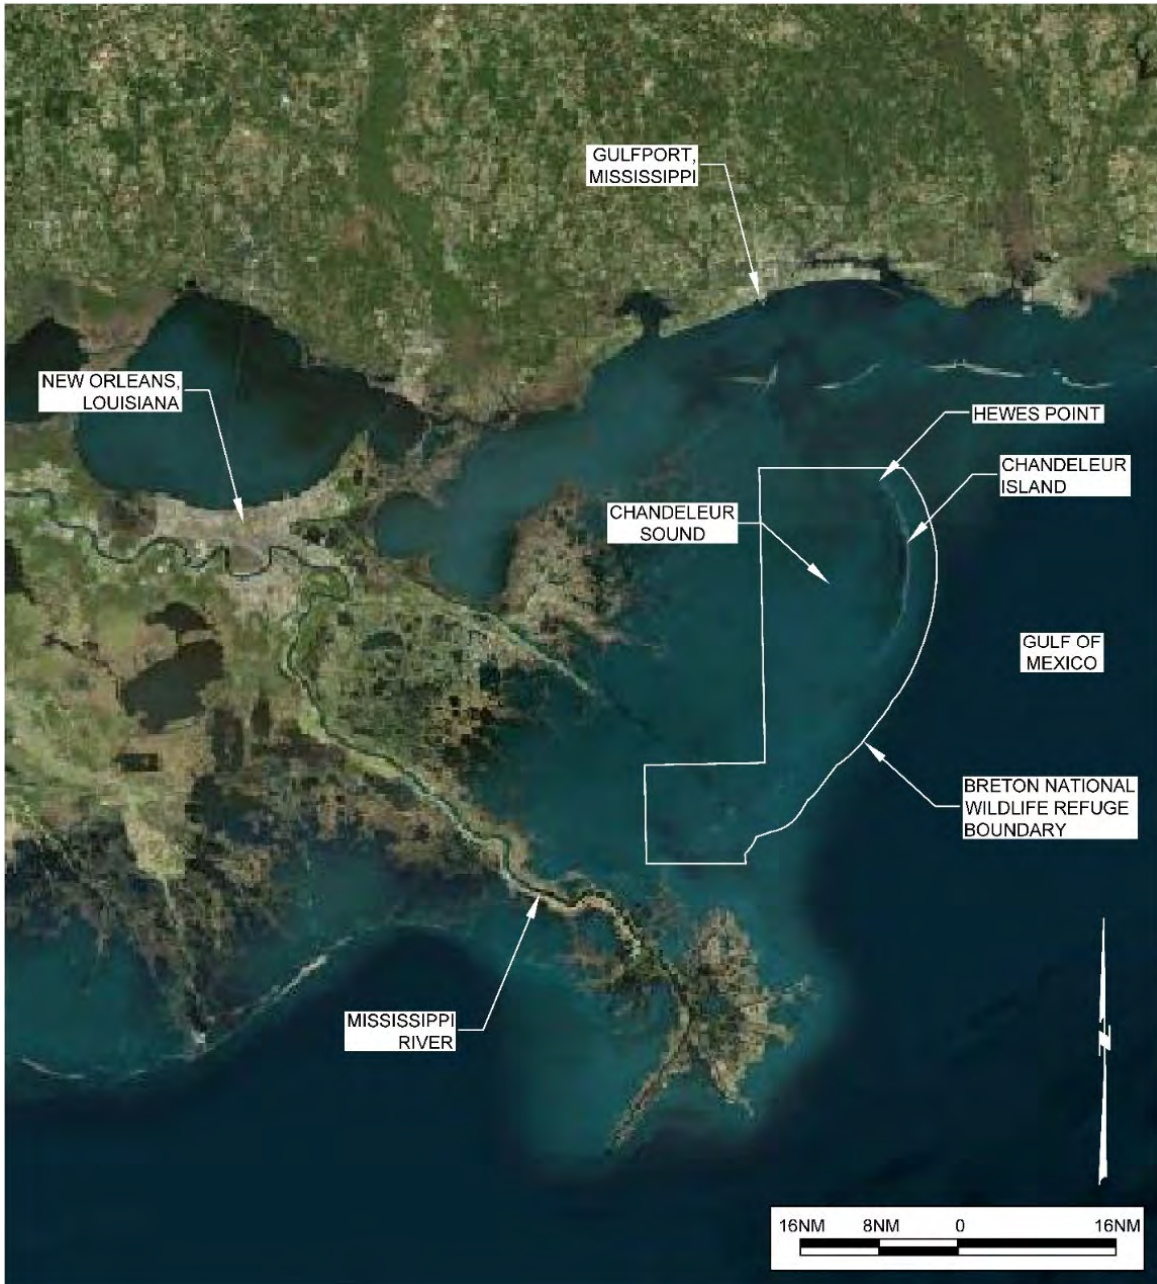 GULFPORT,
MISSISSIPPI
NEW ORLEANS,
LOUISIANA
HEWES POINT
CHANDELEUR
ISLAND
CHANDELEUR
SOUND
GULF OF
MEXICO
BRETON NATIONAL
WILDLIFE REFUGE
BOUNDARY
MISSISSIPPI
RIVER
16NM 8NM 0 16NM